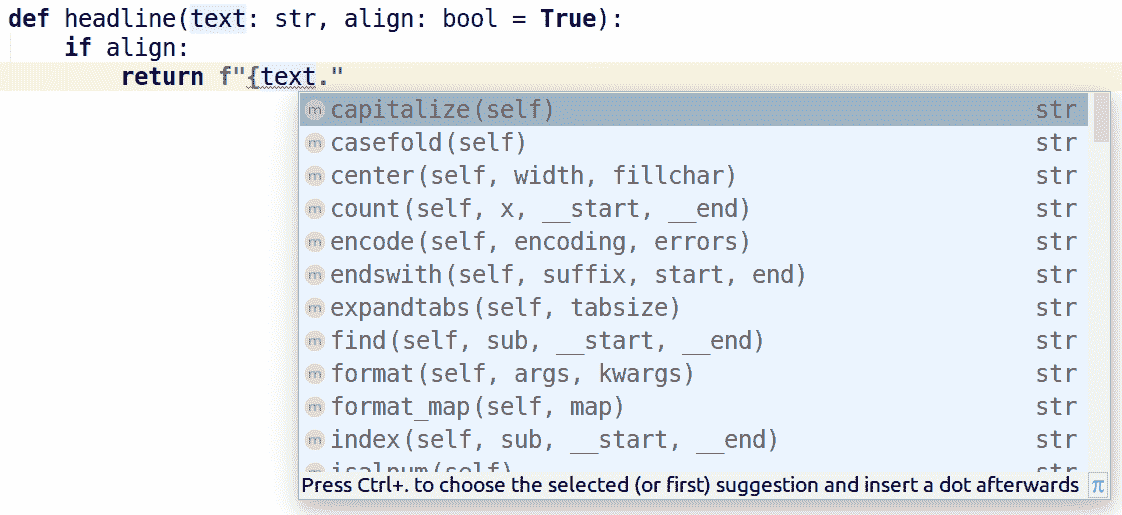 def headline(text: str, align: bool = True):
    if align:
        return f"{text."
m capitalize(self) str
m casefold(self) str
m center(self, width, fillchar) str
m count(self, x, __start, __end) str
m encode(self, encoding, errors) str
m endswith(self, suffix, start, end) str
m expandtabs(self, tabsize) str
m find(self, sub, __start, __end) str
m format(self, args, kwargs) str
m format_map(self, map) str
m index(self, sub, __start, __end) str
m isalnum(self) str
Press Ctrl+. to choose the selected (or first) suggestion and insert a dot afterwards π